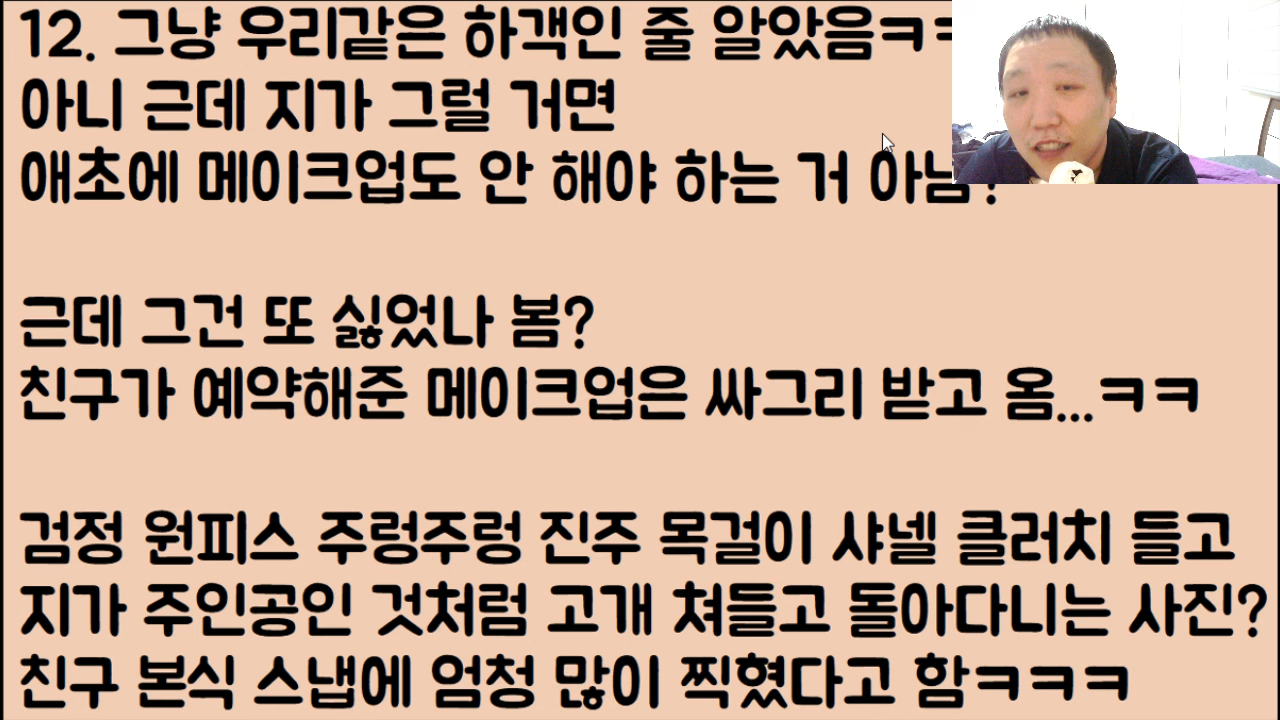 12. 그냥 우리같은 하객인 줄 알았음ㅋ
아니 근데 지가 그럴 거면
애초에 메이크업도 안 해야 하는 거 아님?
근데 그건 또 싫었나 봄?
친구가 예약해준 메이크업은 싸그리 받고 옴...ㅋㅋ
검정 원피스 주렁주렁 진주 목걸이 샤넬 클러치 들고
지가 주인공인 것처럼 고개 쳐들고 돌아다니는 사진?
친구 본식 스냅에 엄청 많이 찍혔다고 함ㅋㅋㅋ